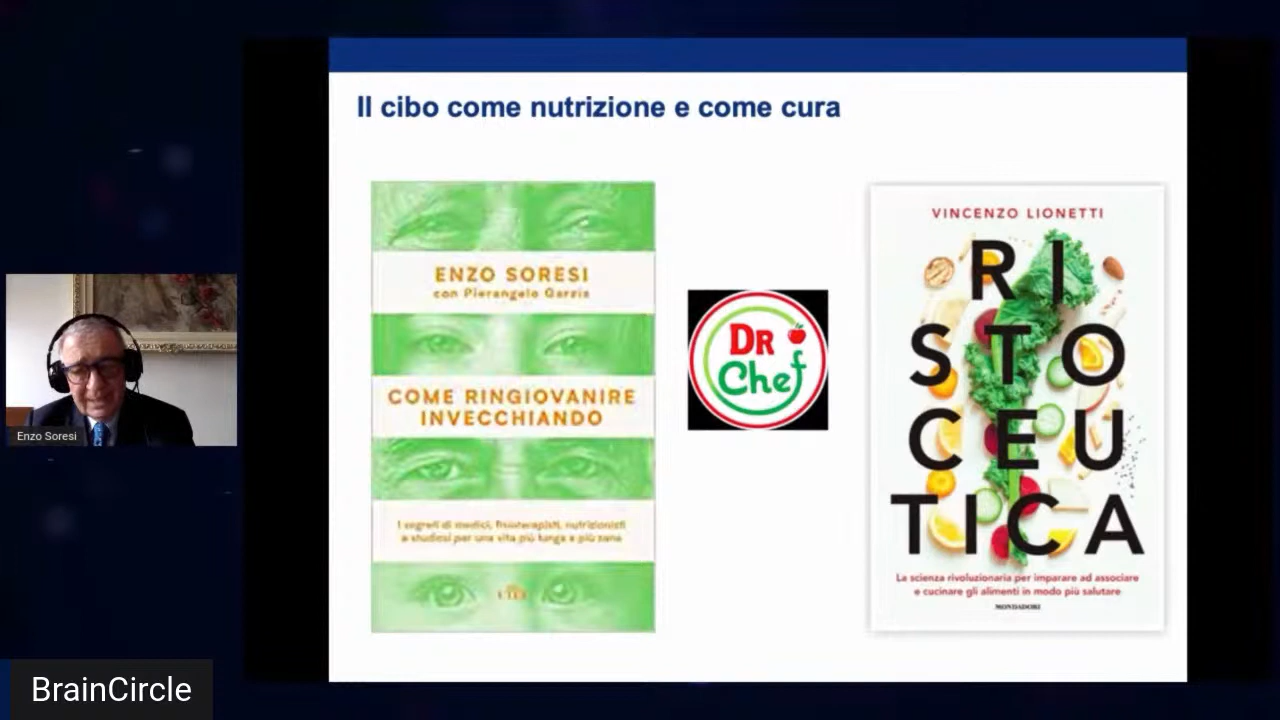 Il cibo come nutrizione e come cura
ENZO SORESI
con Pierangelo Garzia
COME RINGIOVANIRE
INVECCHIANDO
I segreti di medici, fisioterapisti, nutrizionisti
e studiosi per una vita più lunga e più sana
UTET
DR
Chef
VINCENZO LIONETTI
RI
STO
CEU
TICA
La scienza rivoluzionaria per imparare ad associare
e cucinare gli alimenti in modo più salutare
MONDADORI
Enzo Soresi
BrainCircle